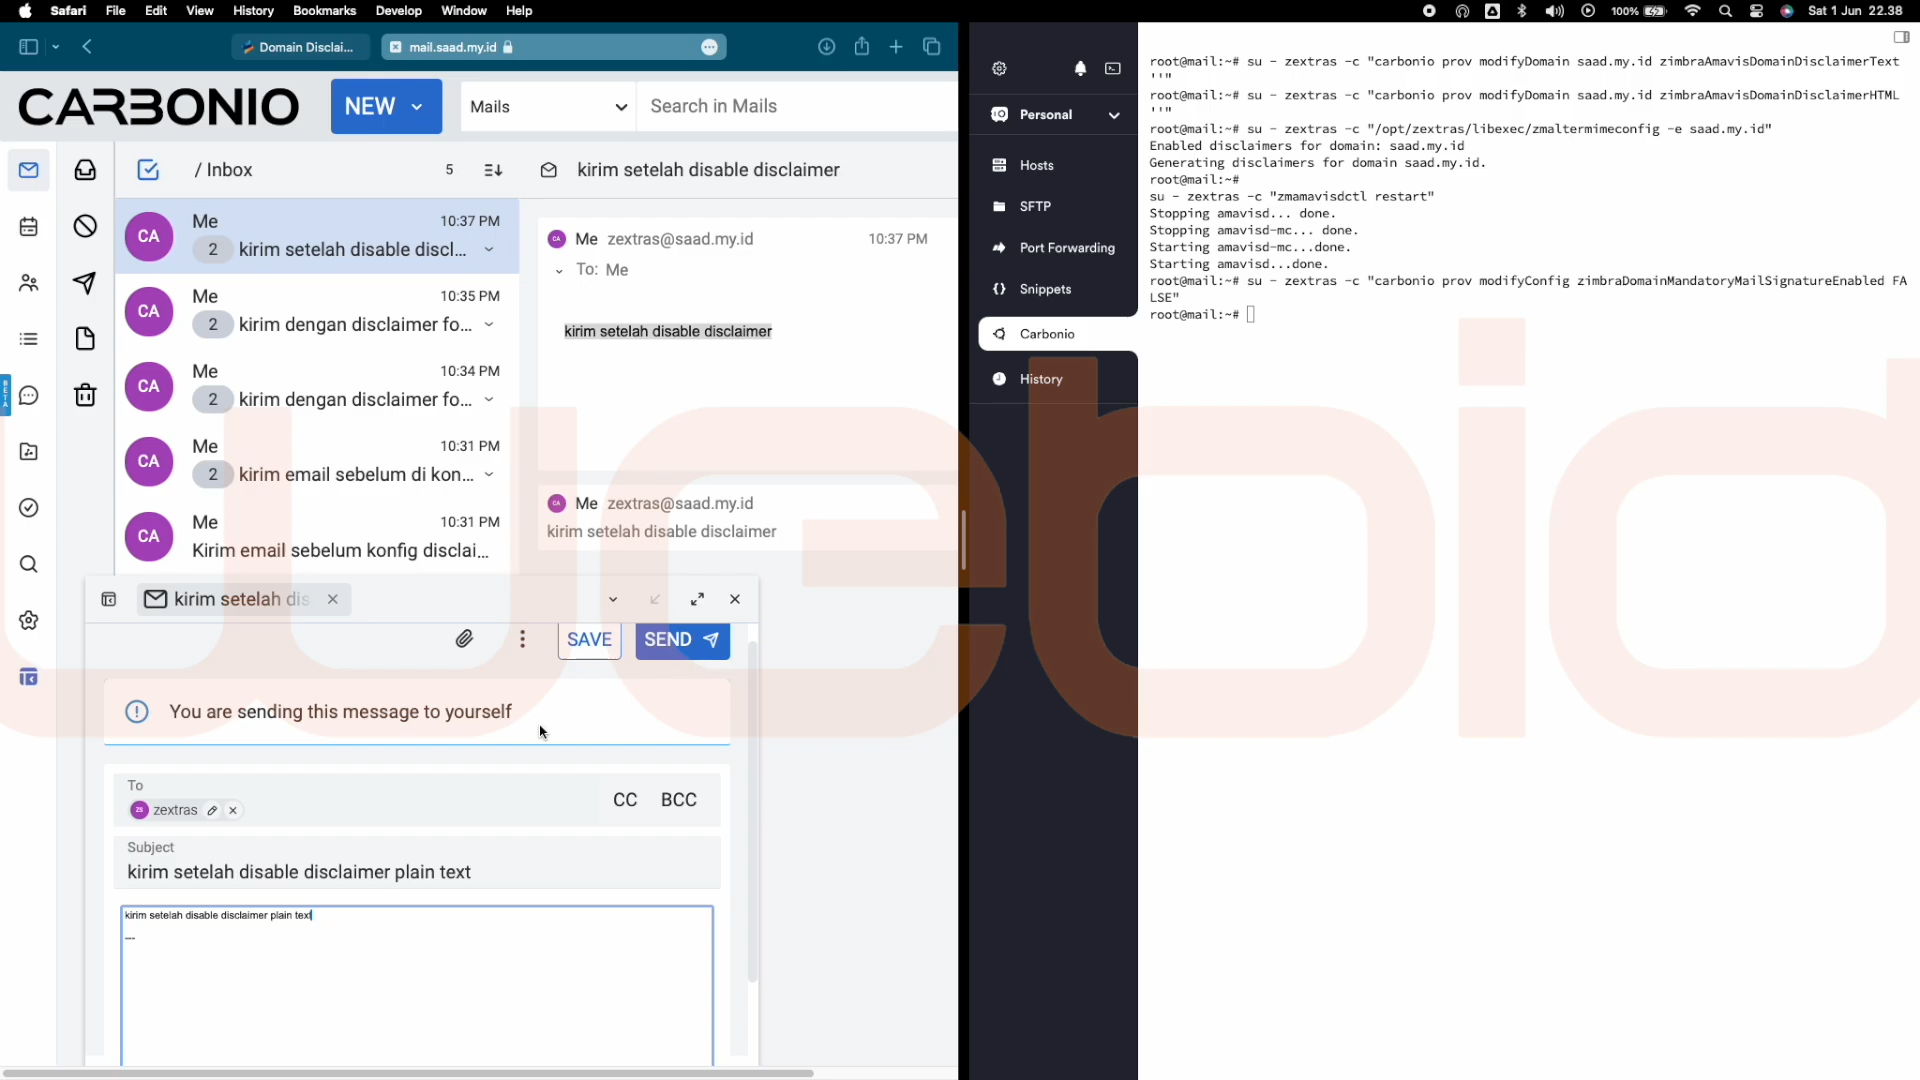 Safari File Edit View History Bookmarks Develop Window Help
100% Sat 1 Jun 22.38
Domain Disclai...
mail.saad.my.id
CARBONIO
NEW
Mails
Search in Mails
/ Inbox
5
kirim setelah disable disclaimer
CA
Me
10:37 PM
2
kirim setelah disable discl...
CA
Me
10:35 PM
2
kirim dengan disclaimer fo...
CA
Me
10:34 PM
2
kirim dengan disclaimer fo...
CA
Me
10:31 PM
2
kirim email sebelum di kon...
CA
Me
10:31 PM
Kirim email sebelum konfig disclai...
BETA
CA
Me zextras@saad.my.id
10:37 PM
To: Me
kirim setelah disable disclaimer
CA
Me zextras@saad.my.id
kirim setelah disable disclaimer
kirim setelah dis
SAVE
SEND
You are sending this message to yourself
To
ZS
zextras
CC
BCC
Subject
kirim setelah disable disclaimer plain text
kirim setelah disable disclaimer plain text
---
Personal
Hosts
SFTP
Port Forwarding
Snippets
Carbonio
History
root@mail:~# su - zextras -c "carbonio prov modifyDomain saad.my.id zimbraAmavisDomainDisclaimerText
''"
root@mail:~# su - zextras -c "carbonio prov modifyDomain saad.my.id zimbraAmavisDomainDisclaimerHTML
''"
root@mail:~# su - zextras -c "/opt/zextras/libexec/zmaltermimeconfig -e saad.my.id"
Enabled disclaimers for domain: saad.my.id
Generating disclaimers for domain saad.my.id.
root@mail:~#
su - zextras -c "zmamavisdctl restart"
Stopping amavisd... done.
Stopping amavisd-mc... done.
Starting amavisd-mc...done.
Starting amavisd...done.
root@mail:~# su - zextras -c "carbonio prov modifyConfig zimbraDomainMandatoryMailSignatureEnabled FA
LSE"
root@mail:~#